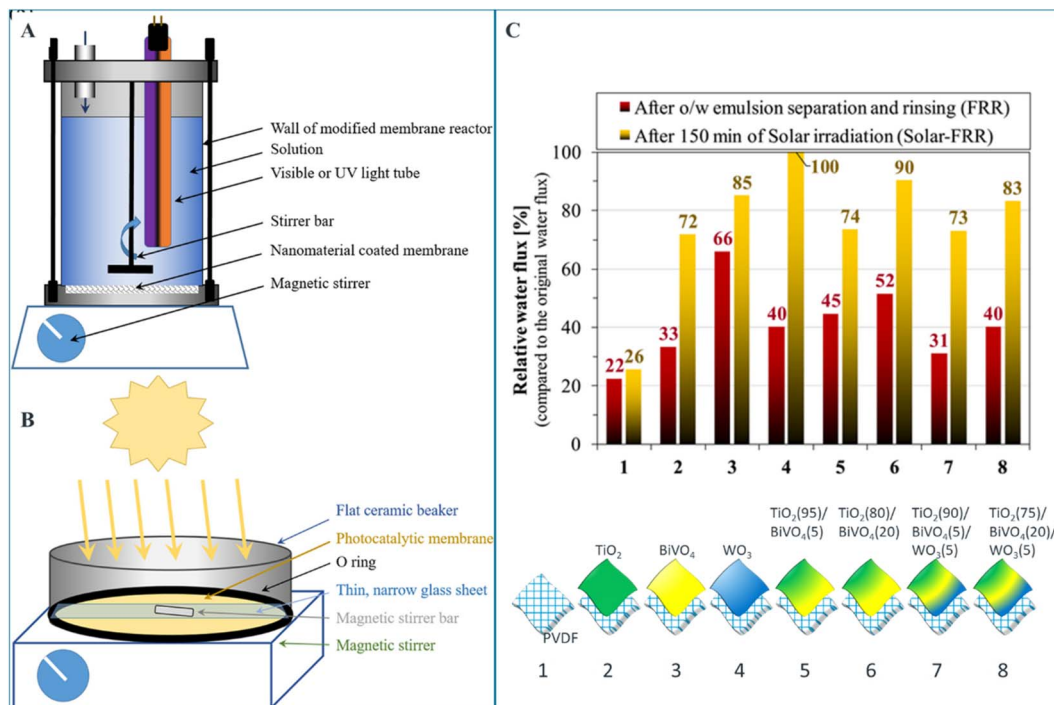 A
Wall of modified membrane reactor
Solution
Visible or UV light tube
Stirrer bar
Nanomaterial coated membrane
Magnetic stirrer
B
Flat ceramic beaker
Photocatalytic membrane
O ring
Thin, narrow glass sheet
Magnetic stirrer bar
Magnetic stirrer
C
After o/w emulsion separation and rinsing (FRR)
After 150 min of Solar irradiation (Solar-FRR)
Relative water flux [%]
(compared to the original water flux)
100
80
60
40
20
0
22 26
33 72
66 85
40 100
45 74
52 90
31 73
40 83
1 2 3 4 5 6 7 8
TiO₂(95)/ TiO₂(80)/ TiO₂(90)/ TiO₂(75)/
BiVO₄(5) BiVO₄(20) BiVO₄(5)/ BiVO₄(20)/
TiO₂ BiVO₄ WO₃ WO₃(5) WO₃(5)
PVDF
1 2 3 4 5 6 7 8